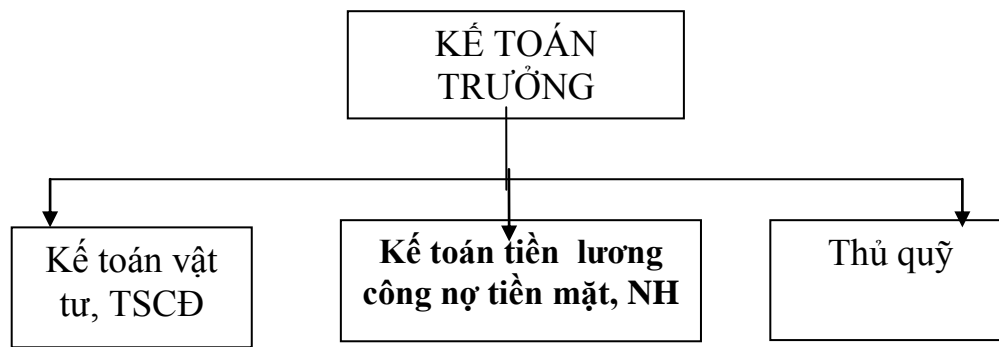 KẾ TOÁN
TRƯỞNG
Kế toán vật
tư, TSCĐ
Kế toán tiền lương
công nợ tiền mặt, NH
Thủ quỹ